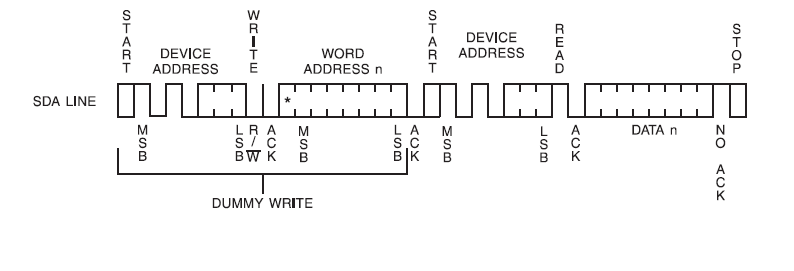 START
WRITE
START
READ
STOP
DEVICE
ADDRESS
WORD
ADDRESS n
DEVICE
ADDRESS
SDA LINE
*
MSB
LSB
R/W
ACK
MSB
LSB
ACK
MSB
LSB
ACK
DATA n
NO ACK
DUMMY WRITE